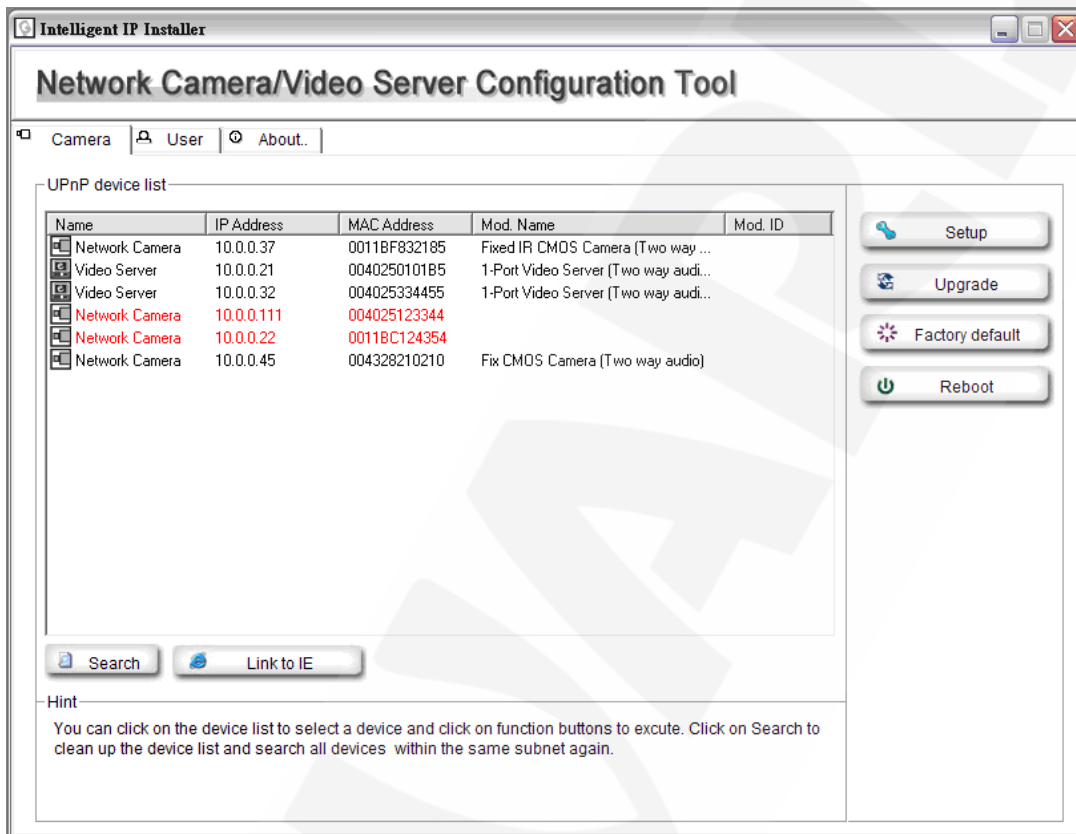 Intelligent IP Installer
Network Camera/Video Server Configuration Tool
Camera User About..
UPnP device list
Name IP Address MAC Address Mod. Name Mod. ID
Network Camera 10.0.0.37 0011BF832185 Fixed IR CMOS Camera (Two way ...
Video Server 10.0.0.21 0040250101B5 1-Port Video Server (Two way audi...
Video Server 10.0.0.32 004025334455 1-Port Video Server (Two way audi...
Network Camera 10.0.0.111 004025123344
Network Camera 10.0.0.22 0011BC124354
Network Camera 10.0.0.45 004328210210 Fix CMOS Camera (Two way audio)
Setup
Upgrade
Factory default
Reboot
Search Link to IE
Hint
You can click on the device list to select a device and click on function buttons to excute. Click on Search to
clean up the device list and search all devices within the same subnet again.